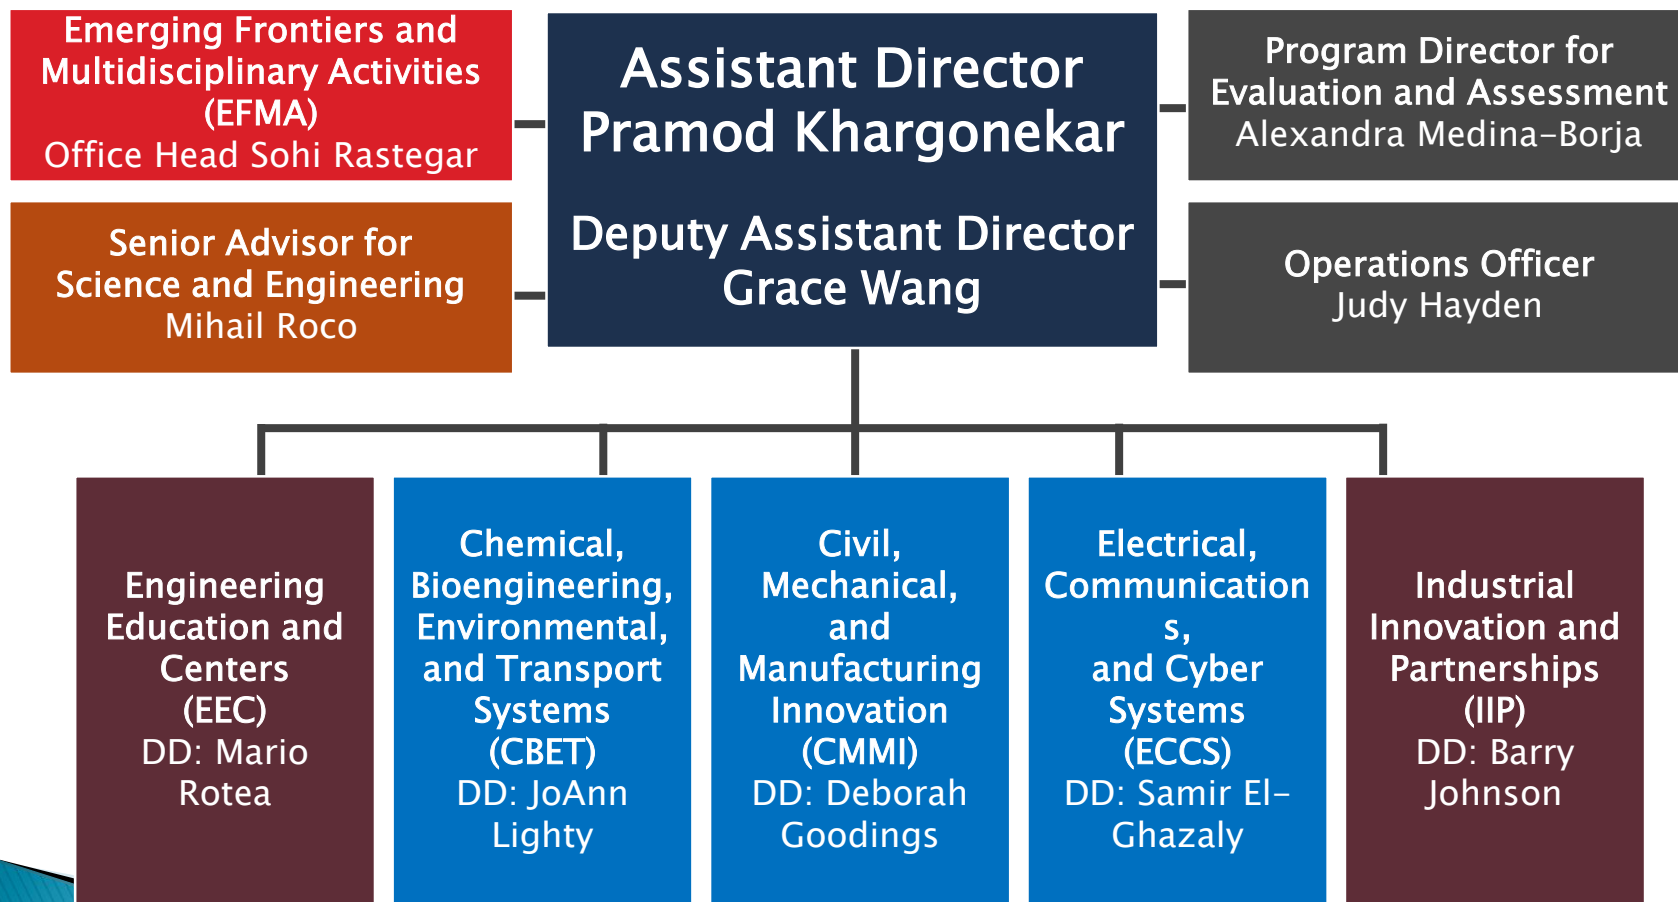 Emerging Frontiers and
Multidisciplinary Activities
(EFMA)
Office Head Sohi Rastegar
Senior Advisor for
Science and Engineering
Mihail Roco
Assistant Director
Pramod Khargonekar
Deputy Assistant Director
Grace Wang
Program Director for
Evaluation and Assessment
Alexandra Medina-Borja
Operations Officer
Judy Hayden
Engineering
Education and
Centers
(EEC)
DD: Mario
Rotea
Chemical,
Bioengineering,
Environmental,
and Transport
Systems
(CBET)
DD: JoAnn
Lighty
Civil,
Mechanical,
and
Manufacturing
Innovation
(CMMI)
DD: Deborah
Goodings
Electrical,
Communication
s,
and Cyber
Systems
(ECCS)
DD: Samir El-
Ghazaly
Industrial
Innovation and
Partnerships
(IIP)
DD: Barry
Johnson